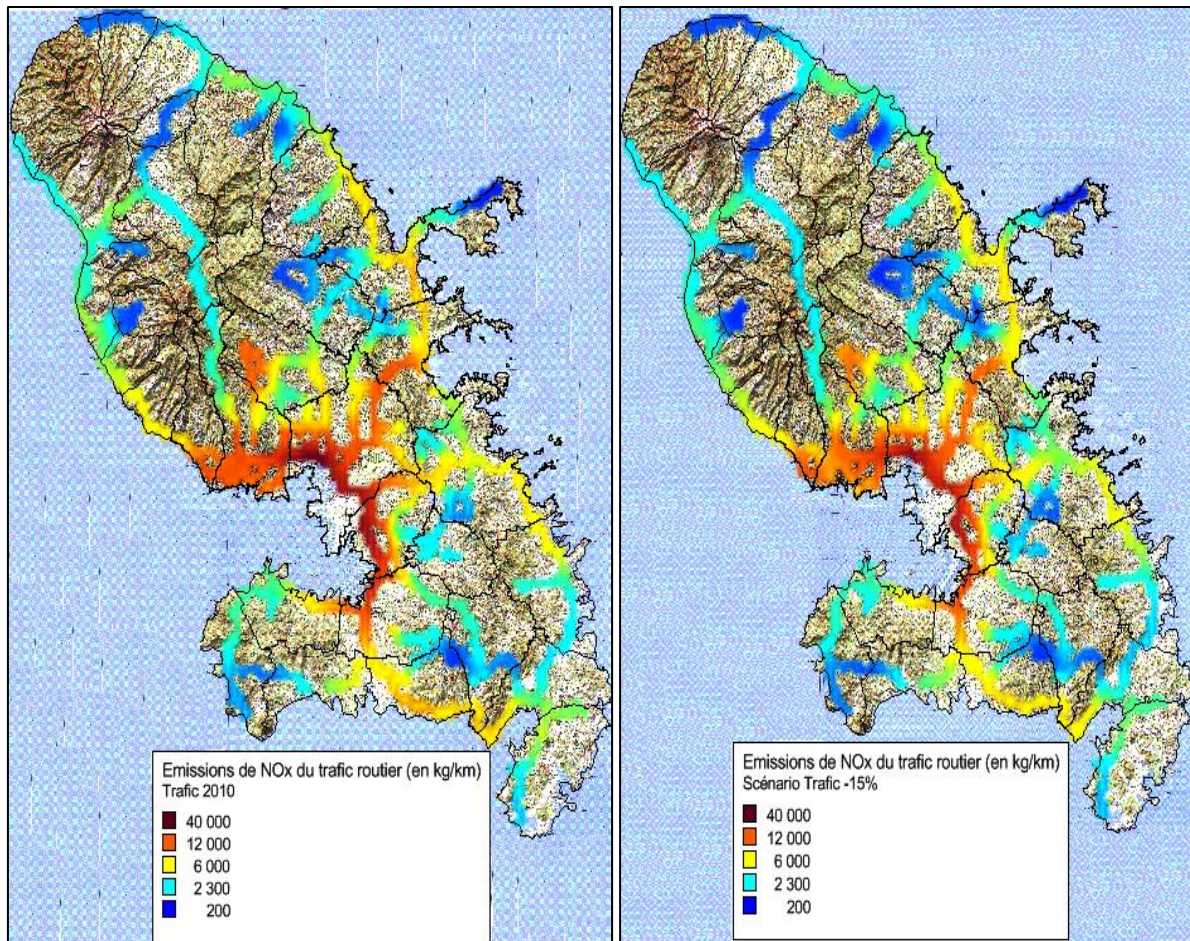 Emissions de NOx du trafic routier (en kg/km)
Trafic 2010
40 000
12 000
6 000
2 300
200
Emissions de NOx du trafic routier (en kg/km)
Scénario Trafic -15%
40 000
12 000
6 000
2 300
200